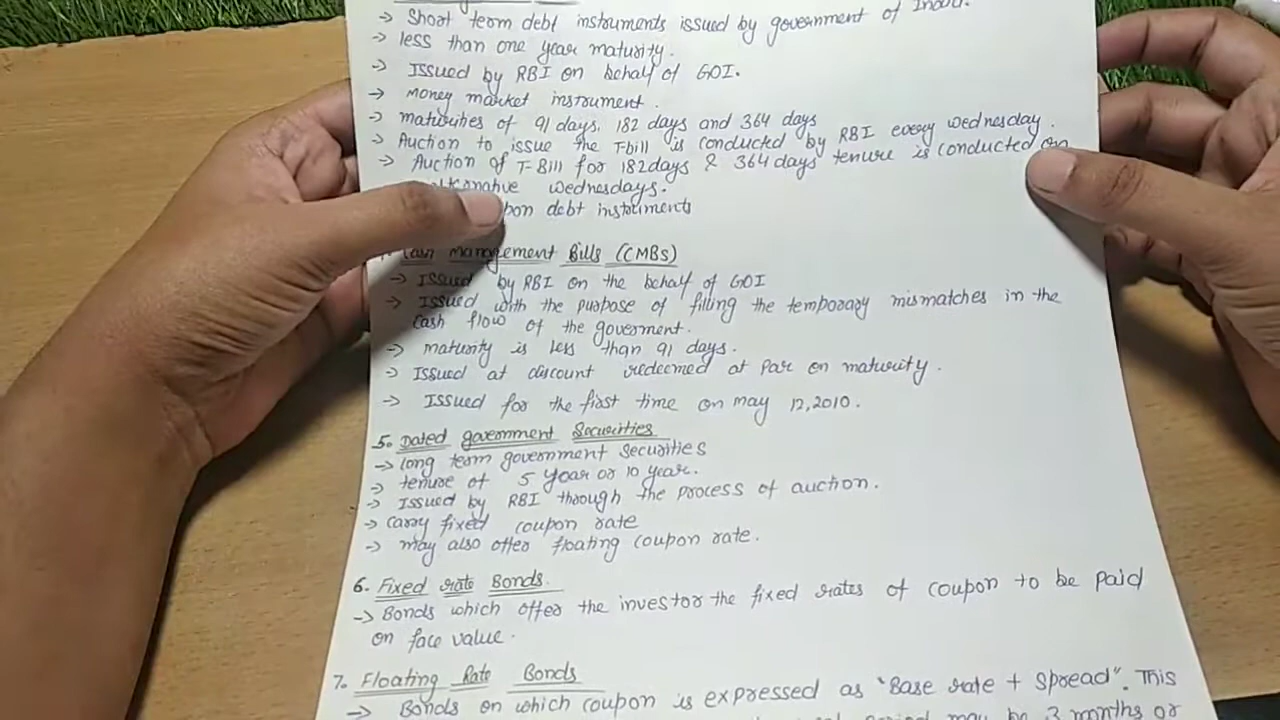 → Short term debt instruments issued by government of India.
→ less than one year maturity.
→ Issued by RBI on behalf of GOI.
→ Money market instrument.
→ maturities of 91 days, 182 days and 364 days
→ Auction to issue the Tbill is conducted by RBI every wednesday.
→ Auction of T-Bill for 182days & 364days tenure is conducted on
wednesdays.
debt instruments
Cash Management Bills (CMBs)
→ Issued by RBI on the behalf of GOI
→ Issued with the purpose of filling the temporary mismatches in the
cash flow of the goverment.
→ maturity is less than 91 days.
→ Issued at discount redeemed at Par on maturity.
→ Issued for the first time on may 12,2010.
5. Dated government Securities
→ long term government securities
→ tenure of 5 year or 10 year.
→ Issued by RBI through the process of auction.
→ carry fixed coupon rate
→ may also offer floating coupon rate.
6. Fixed rate Bonds.
→ Bonds which offer the investor the fixed rates of coupon to be paid
on face value.
7. Floating Rate Bonds
→ Bonds on which coupon is expressed as "Base rate + spread". This
may be 3 months or